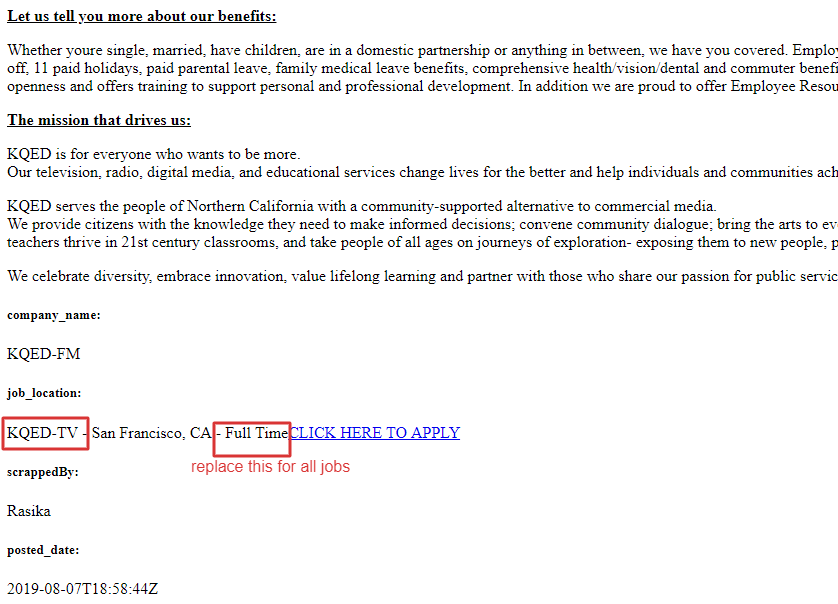 Let us tell you more about our benefits:
Whether youre single, married, have children, are in a domestic partnership or anything in between, we have you covered.
off, 11 paid holidays, paid parental leave, family medical leave benefits, comprehensive health/vision/dental and commuter
openness and offers training to support personal and professional development. In addition we are proud to offer Employee
The mission that drives us:
KQED is for everyone who wants to be more.
Our television, radio, digital media, and educational services change lives for the better and help individuals and communities
KQED serves the people of Northern California with a community-supported alternative to commercial media.
We provide citizens with the knowledge they need to make informed decisions; convene community dialogue; bring the arts to
teachers thrive in 21st century classrooms, and take people of all ages on journeys of exploration- exposing them to new people,
We celebrate diversity, embrace innovation, value lifelong learning and partner with those who share our passion for public
company_name:
KQED-FM
job_location:
KQED-TV - San Francisco, CA - Full TimeCLICK HERE TO APPLY
replace this for all jobs
scrappedBy:
Rasika
posted_date:
2019-08-07T18:58:44Z